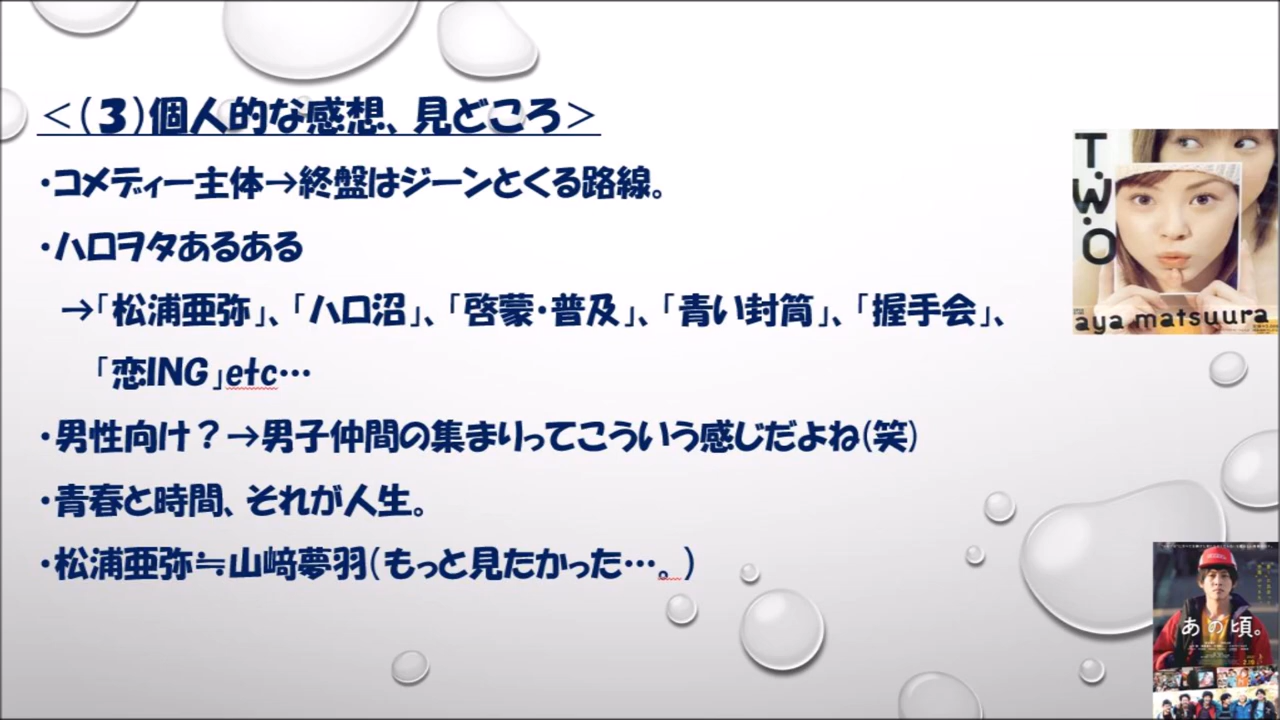 ＜(３)個人的な感想、見どころ＞
・コメディー主体→終盤はジーンとくる路線。
・ハロヲタあるある
→「松浦亜弥」、「ハロ沼」、「啓蒙・普及」、「青い封筒」、「握手会」、
「恋ING」etc…
・男性向け？→男子仲間の集まりってこういう感じだよね(笑)
・青春と時間、それが人生。
・松浦亜弥≒山﨑夢羽(もっと見たかった…。)
T・W・O
aya matsuura
あの頃。